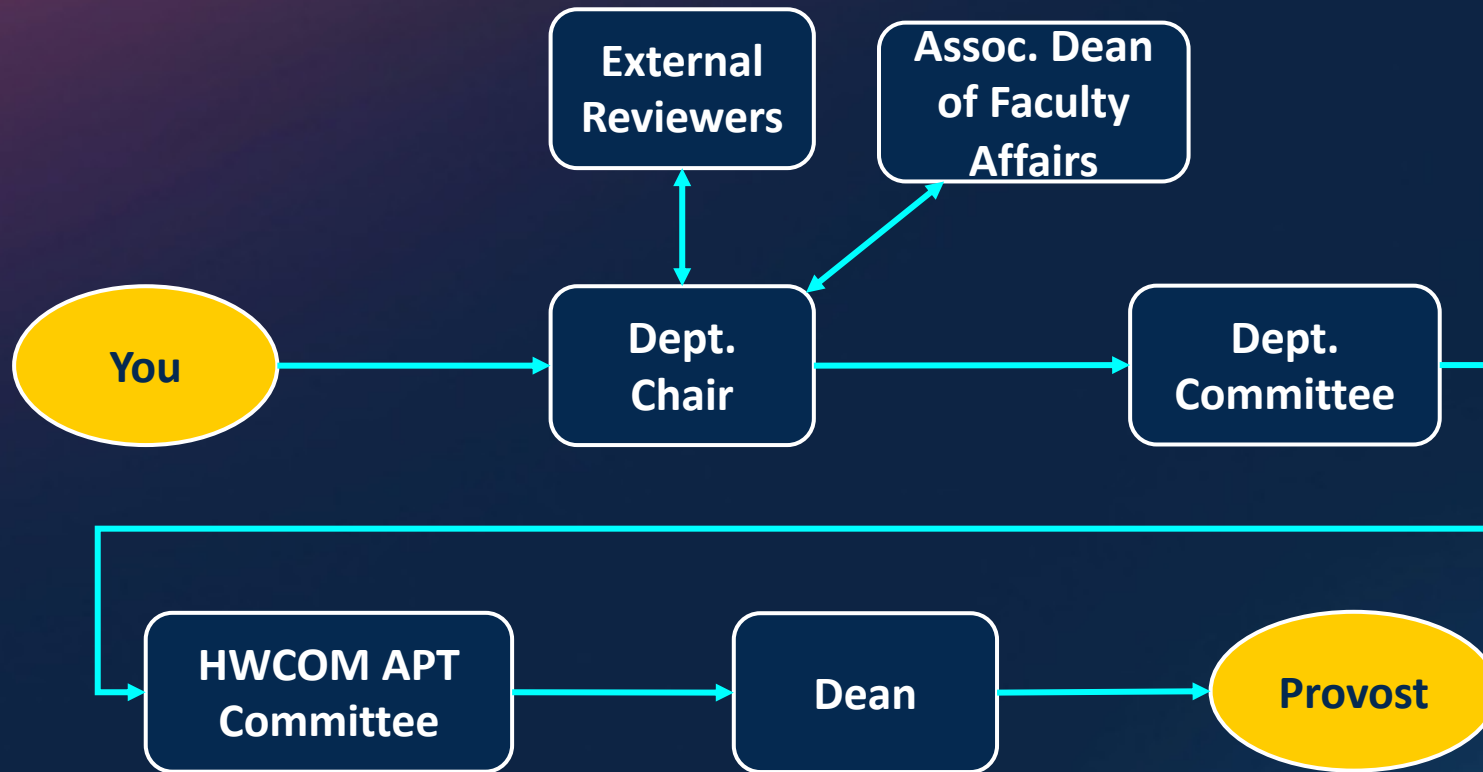 External
Reviewers
Assoc. Dean
of Faculty
Affairs
You
Dept.
Chair
Dept.
Committee
HWCOM APT
Committee
Dean
Provost